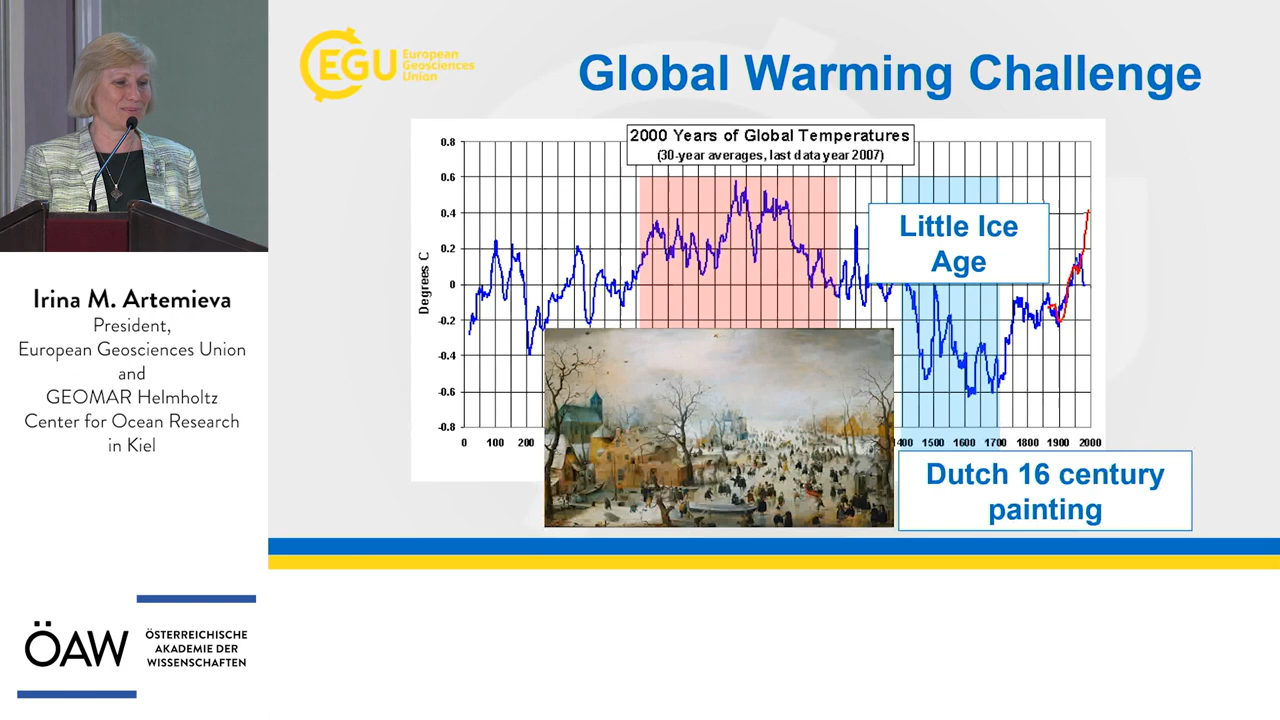 EGU European
Geosciences
Union
Global Warming Challenge
2000 Years of Global Temperatures
(30-year averages, last data year 2007)
0.8
0.6
0.4
0.2
0
-0.2
-0.4
-0.6
-0.8
Degrees C
Little Ice
Age
0 100 200 1400 1500 1600 1700 1800 1900 2000
Dutch 16 century
painting
Irina M. Artemieva
President,
European Geosciences Union
and
GEOMAR Helmholtz
Center for Ocean Research
in Kiel
ÖAW
ÖSTERREICHISCHE
AKADEMIE DER
WISSENSCHAFTEN